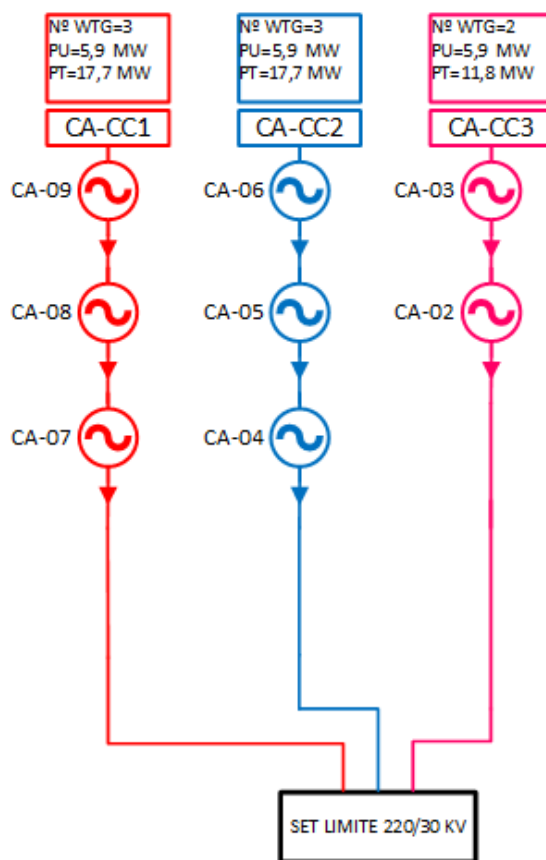 Nº WTG=3
PU=5,9 MW
PT=17,7 MW
CA-CC1
CA-09
CA-08
CA-07
Nº WTG=3
PU=5,9 MW
PT=17,7 MW
CA-CC2
CA-06
CA-05
CA-04
Nº WTG=2
PU=5,9 MW
PT=11,8 MW
CA-CC3
CA-03
CA-02
SET LIMITE 220/30 KV